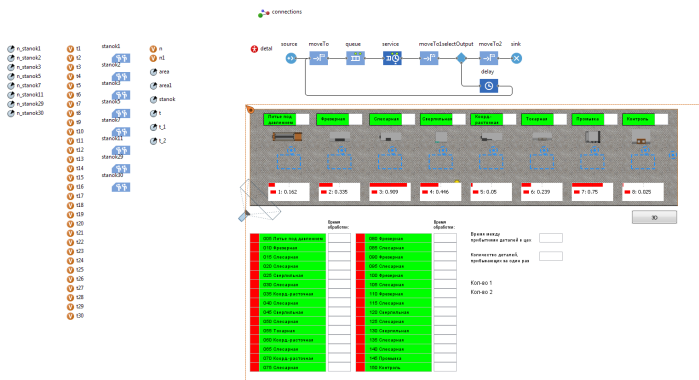 connections
n_stanok1
n_stanok2
n_stanok3
n_stanok5
n_stanok7
n_stanok11
n_stanok29
n_stanok30
t1
t2
t3
t4
t5
t6
t7
t8
t9
t10
t11
t12
t13
t14
t15
t16
t17
t18
t19
t20
t21
t22
t23
t24
t25
t26
t27
t28
t29
t30
stanok1
stanok2
stanok3
stanok5
stanok7
stanok11
stanok29
stanok30
n
n1
area
area1
stanok
t
t_1
t_2
detal
source
moveTo
queue
service
moveTo1
selectOutput
moveTo2
sink
delay
Литье под давлением
Фрезерная
Слесарная
Сверлильная
Коорд-расточная
Токарная
Промывка
Контроль
1: 0.162
2: 0.335
3: 0.909
4: 0.446
5: 0.05
6: 0.239
7: 0.75
8: 0.025
3D
Время обработки:
Время обработки:
005 Литье под давлением
010 Фрезерная
015 Слесарная
020 Слесарная
025 Сверлильная
030 Слесарная
035 Коорд-расточная
040 Слесарная
045 Сверлильная
050 Слесарная
055 Токарная
060 Коорд-расточная
065 Слесарная
070 Коорд-расточная
075 Слесарная
080 Фрезерная
085 Слесарная
090 Фрезерная
095 Слесарная
100 Фрезерная
105 Слесарная
110 Фрезерная
115 Слесарная
120 Сверлильная
125 Слесарная
130 Сверлильная
135 Слесарная
140 Слесарная
145 Промывка
150 Контроль
Время между
прибытиями деталей в цех
Количество деталей,
прибывающих за один раз
Кол-во 1
Кол-во 2